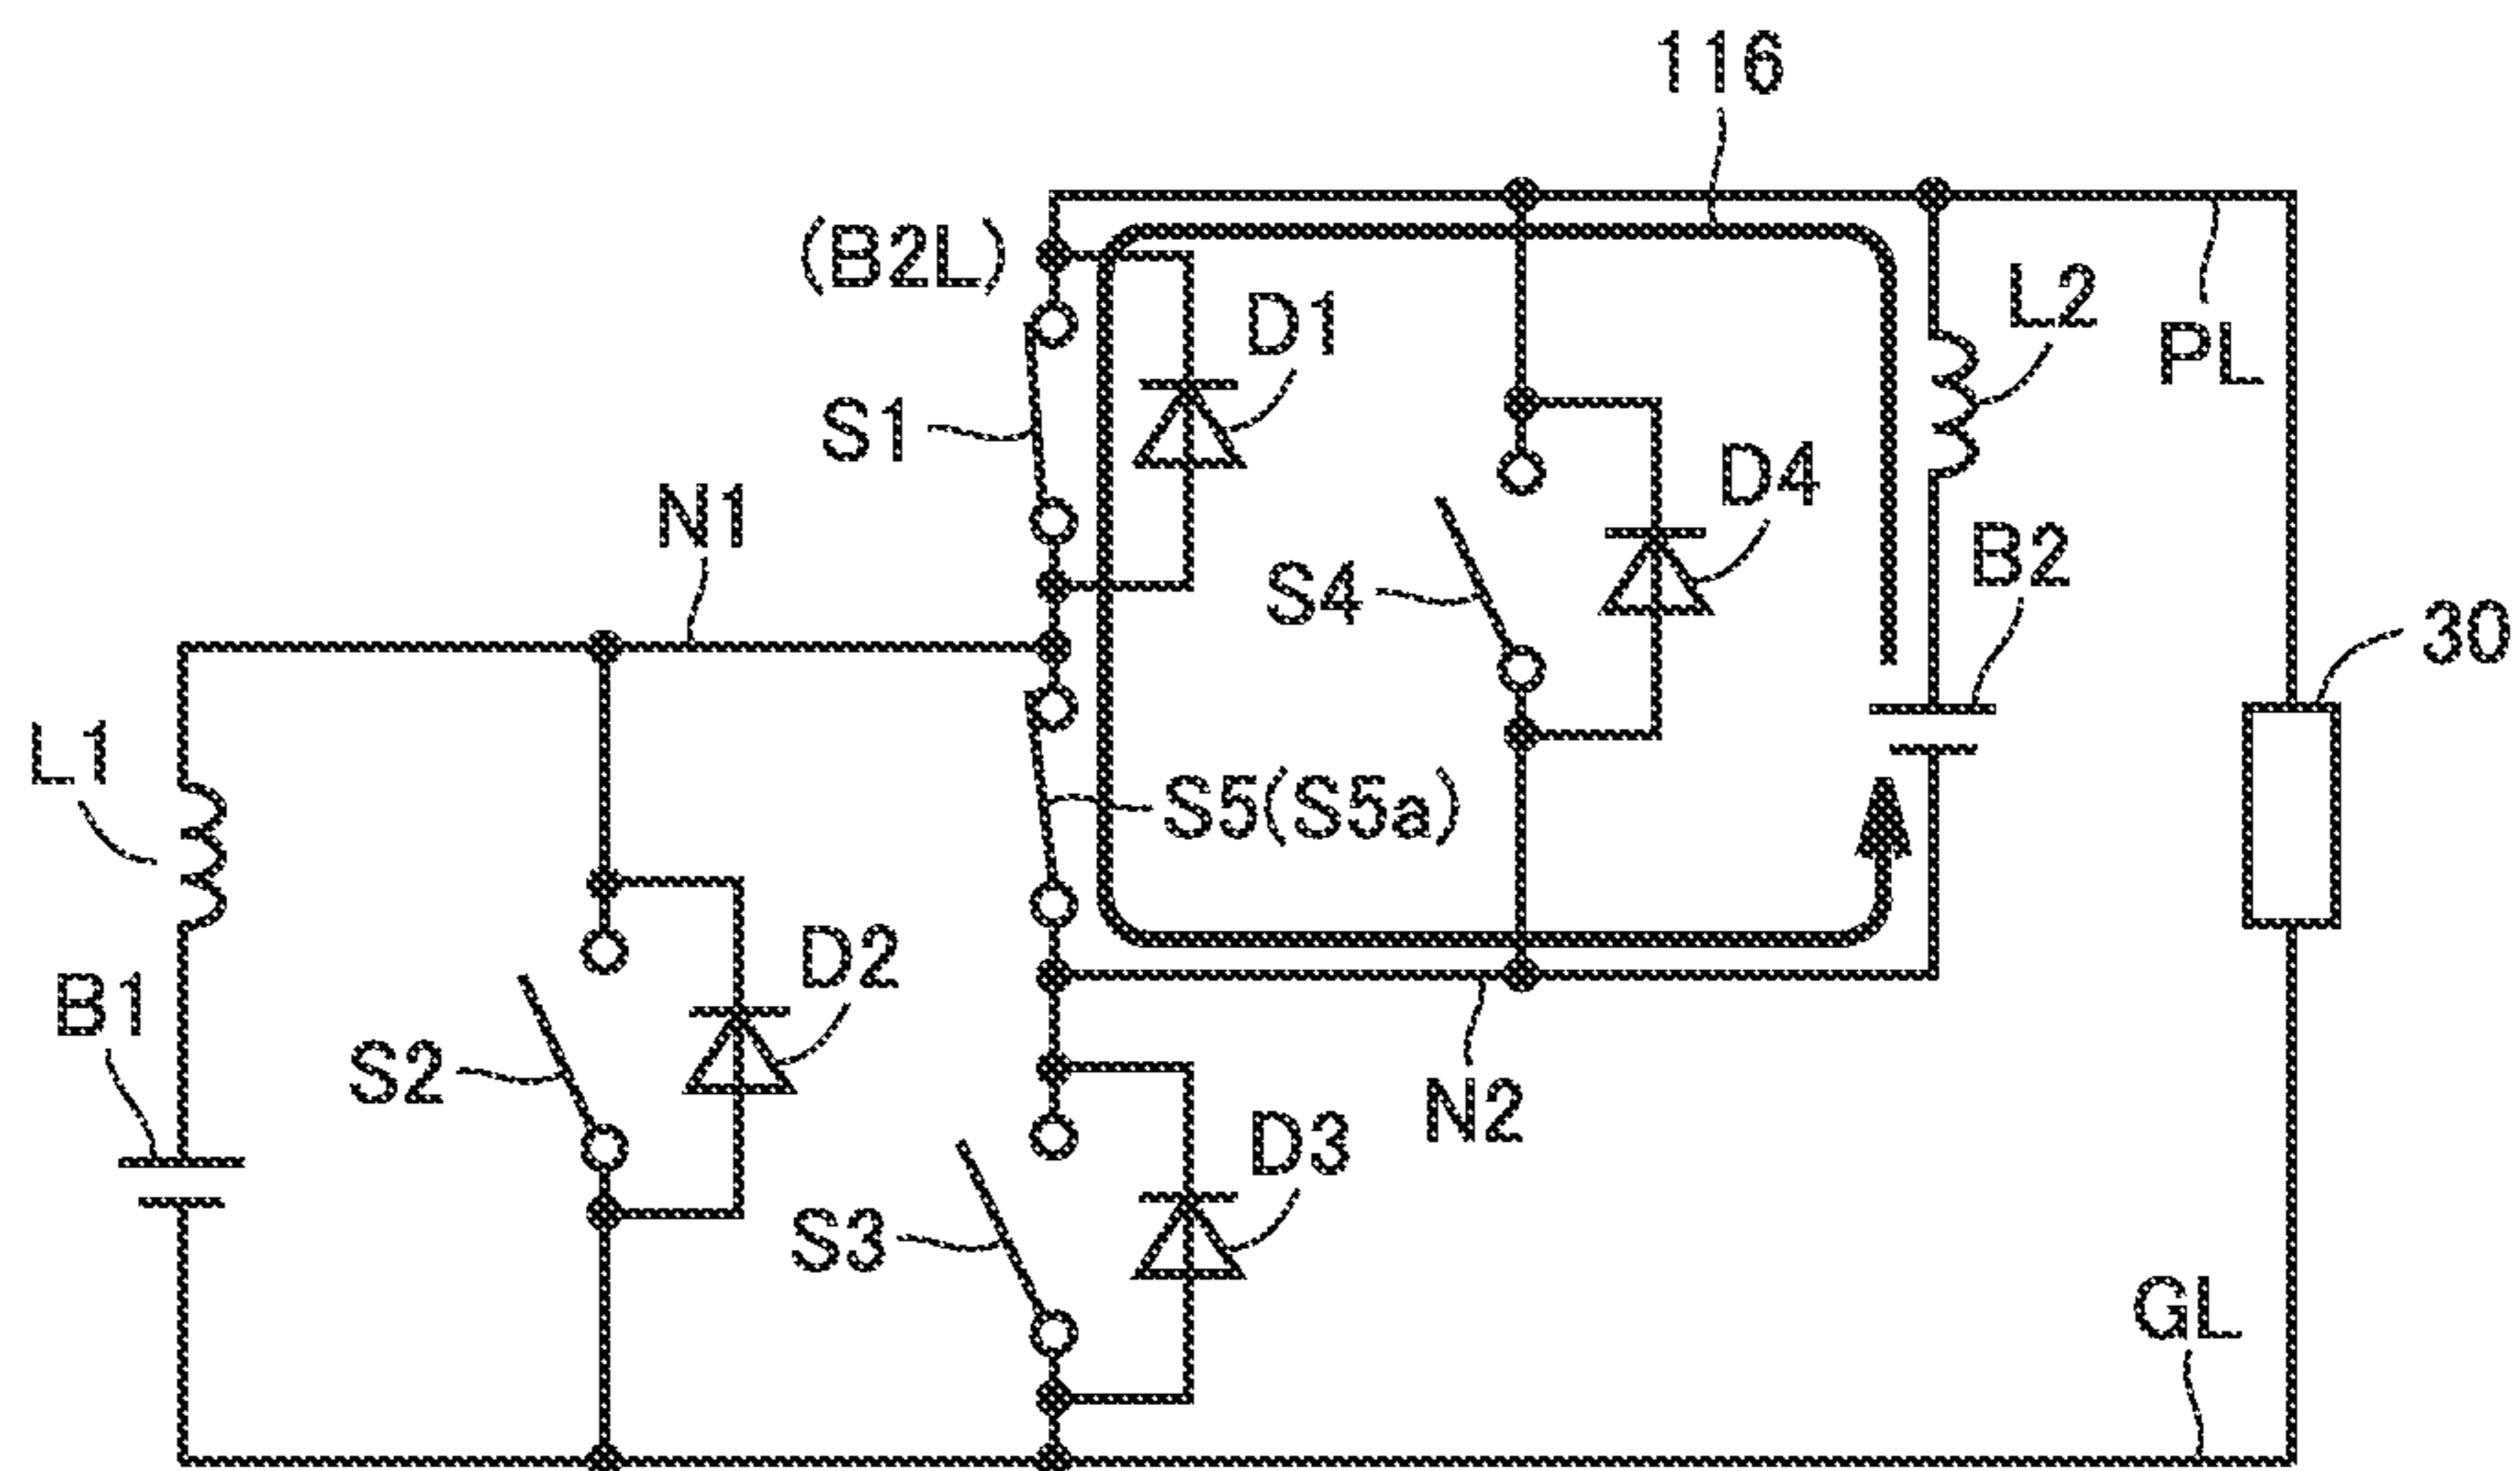 116
(B2L)
D1
L2
PL
S1
N1
D4
S4
B2
30
L1
S5(S5a)
D2
B1
S2
N2
D3
S3
GL